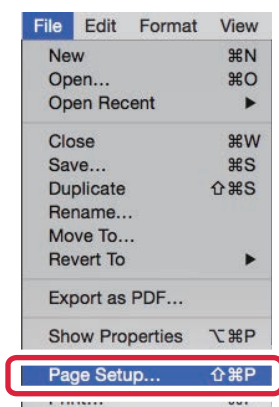 File Edit Format View
New ⌘N
Open... ⌘O
Open Recent ▶
Close ⌘W
Save... ⌘S
Duplicate ⇧⌘S
Rename...
Move To...
Revert To ▶
Export as PDF...
Show Properties ⌥⌘P
Page Setup... ⇧⌘P